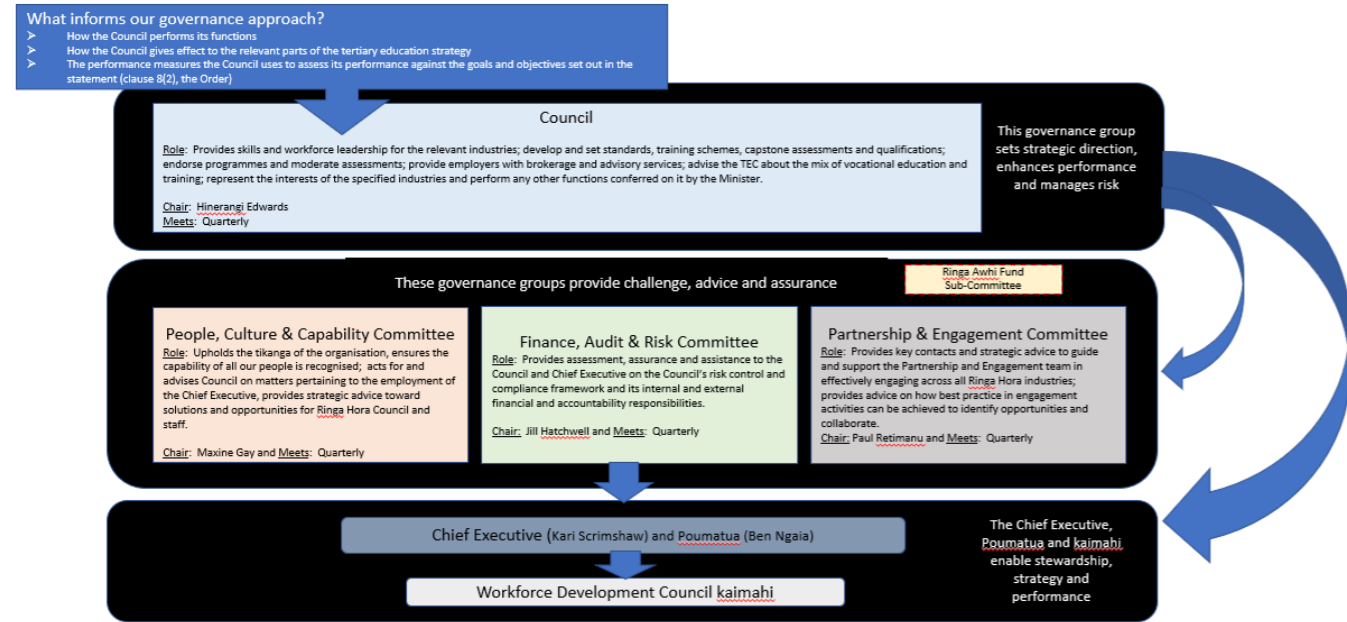 What informs our governance approach?
➢ How the Council performs its functions
➢ How the Council gives effect to the relevant parts of the tertiary education strategy
➢ The performance measures the Council uses to assess its performance against the goals and objectives set out in the
statement (clause 8(2), the Order)
Council
Role: Provides skills and workforce leadership for the relevant industries; develop and set standards, training schemes, capstone assessments and qualifications;
endorse programmes and moderate assessments; provide employers with brokerage and advisory services; advise the TEC about the mix of vocational education and
training; represent the interests of the specified industries and perform any other functions conferred on it by the Minister.
Chair: Hinerangi Edwards
Meets: Quarterly
This governance group
sets strategic direction,
enhances performance
and manages risk
These governance groups provide challenge, advice and assurance
Ringa Awhi Fund
Sub-Committee
People, Culture & Capability Committee
Role: Upholds the tikanga of the organisation, ensures the
capability of all our people is recognised; acts for and
advises Council on matters pertaining to the employment of
the Chief Executive, provides strategic advice toward
solutions and opportunities for Ringa Hora Council and
staff.
Chair: Maxine Gay and Meets: Quarterly
Finance, Audit & Risk Committee
Role: Provides assessment, assurance and assistance to the
Council and Chief Executive on the Council's risk control and
compliance framework and its internal and external
financial and accountability responsibilities.
Chair: Jill Hatchwell and Meets: Quarterly
Partnership & Engagement Committee
Role: Provides key contacts and strategic advice to guide
and support the Partnership and Engagement team in
effectively engaging across all Ringa Hora industries;
provides advice on how best practice in engagement
activities can be achieved to identify opportunities and
collaborate.
Chair: Paul Retimanu and Meets: Quarterly
Chief Executive (Kari Scrimshaw) and Poumatua (Ben Ngaia)
Workforce Development Council kaimahi
The Chief Executive,
Poumatua and kaimahi
enable stewardship,
strategy and
performance